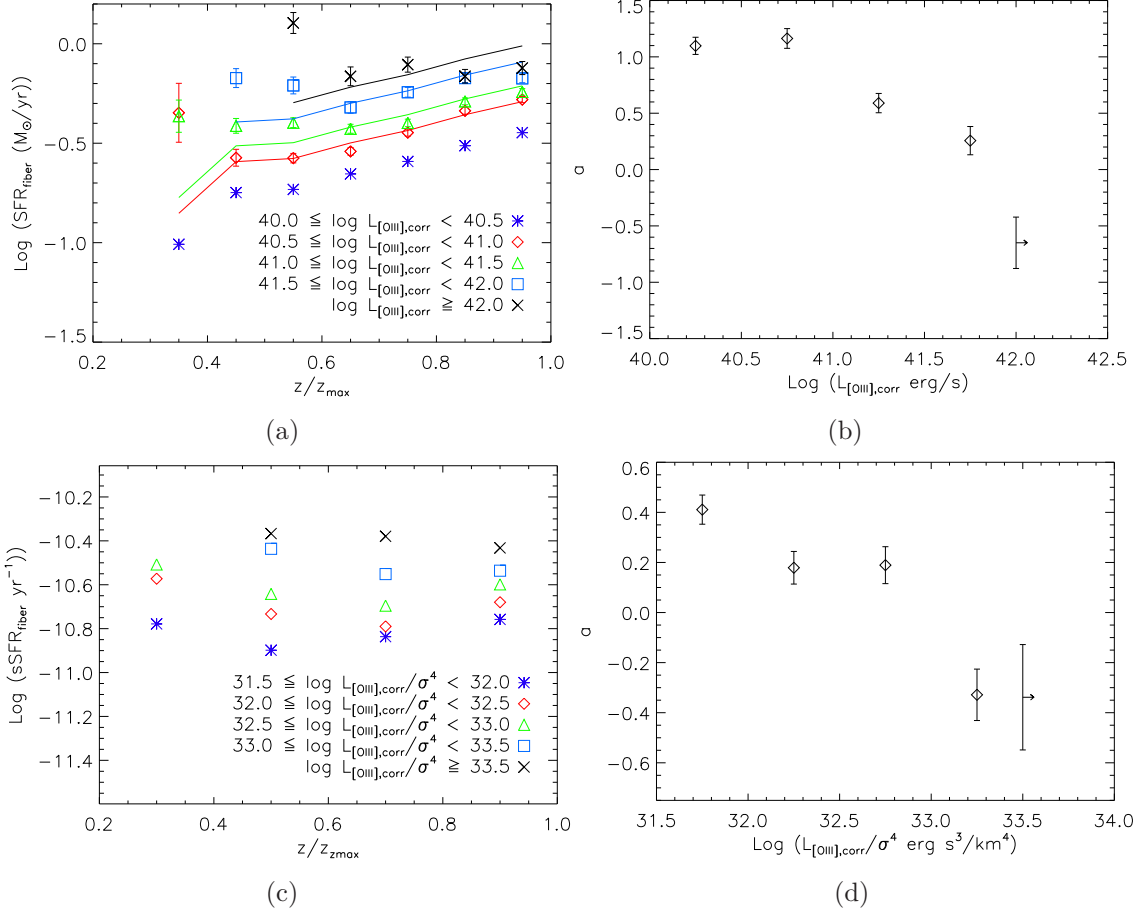 0.0
−0.5
−1.0
−1.5
Log (SFR_fiber (M_⊙/yr)
40.0 ≦ log L_[OIII],corr < 40.5
40.5 ≦ log L_[OIII],corr < 41.0
41.0 ≦ log L_[OIII],corr < 41.5
41.5 ≦ log L_[OIII],corr < 42.0
log L_[OIII],corr ≧ 42.0
0.2 0.4 0.6 0.8 1.0
z/z_max
(a)
1.5
1.0
0.5
0.0
−0.5
−1.0
−1.5
a
40.0 40.5 41.0 41.5 42.0 42.5
Log (L_[OIII],corr erg/s)
(b)
−10.2
−10.4
−10.6
−10.8
−11.0
−11.2
−11.4
Log (sSFR_fiber yr⁻¹))
31.5 ≦ log L_[OIII],corr/σ⁴ < 32.0
32.0 ≦ log L_[OIII],corr/σ⁴ < 32.5
32.5 ≦ log L_[OIII],corr/σ⁴ < 33.0
33.0 ≦ log L_[OIII],corr/σ⁴ < 33.5
log L_[OIII],corr/σ⁴ ≧ 33.5
0.2 0.4 0.6 0.8 1.0
z/z_zmax
(c)
0.6
0.4
0.2
0.0
−0.2
−0.4
−0.6
a
31.5 32.0 32.5 33.0 33.5 34.0
Log (L_[OIII],corr/σ⁴ erg s³/km⁴)
(d)